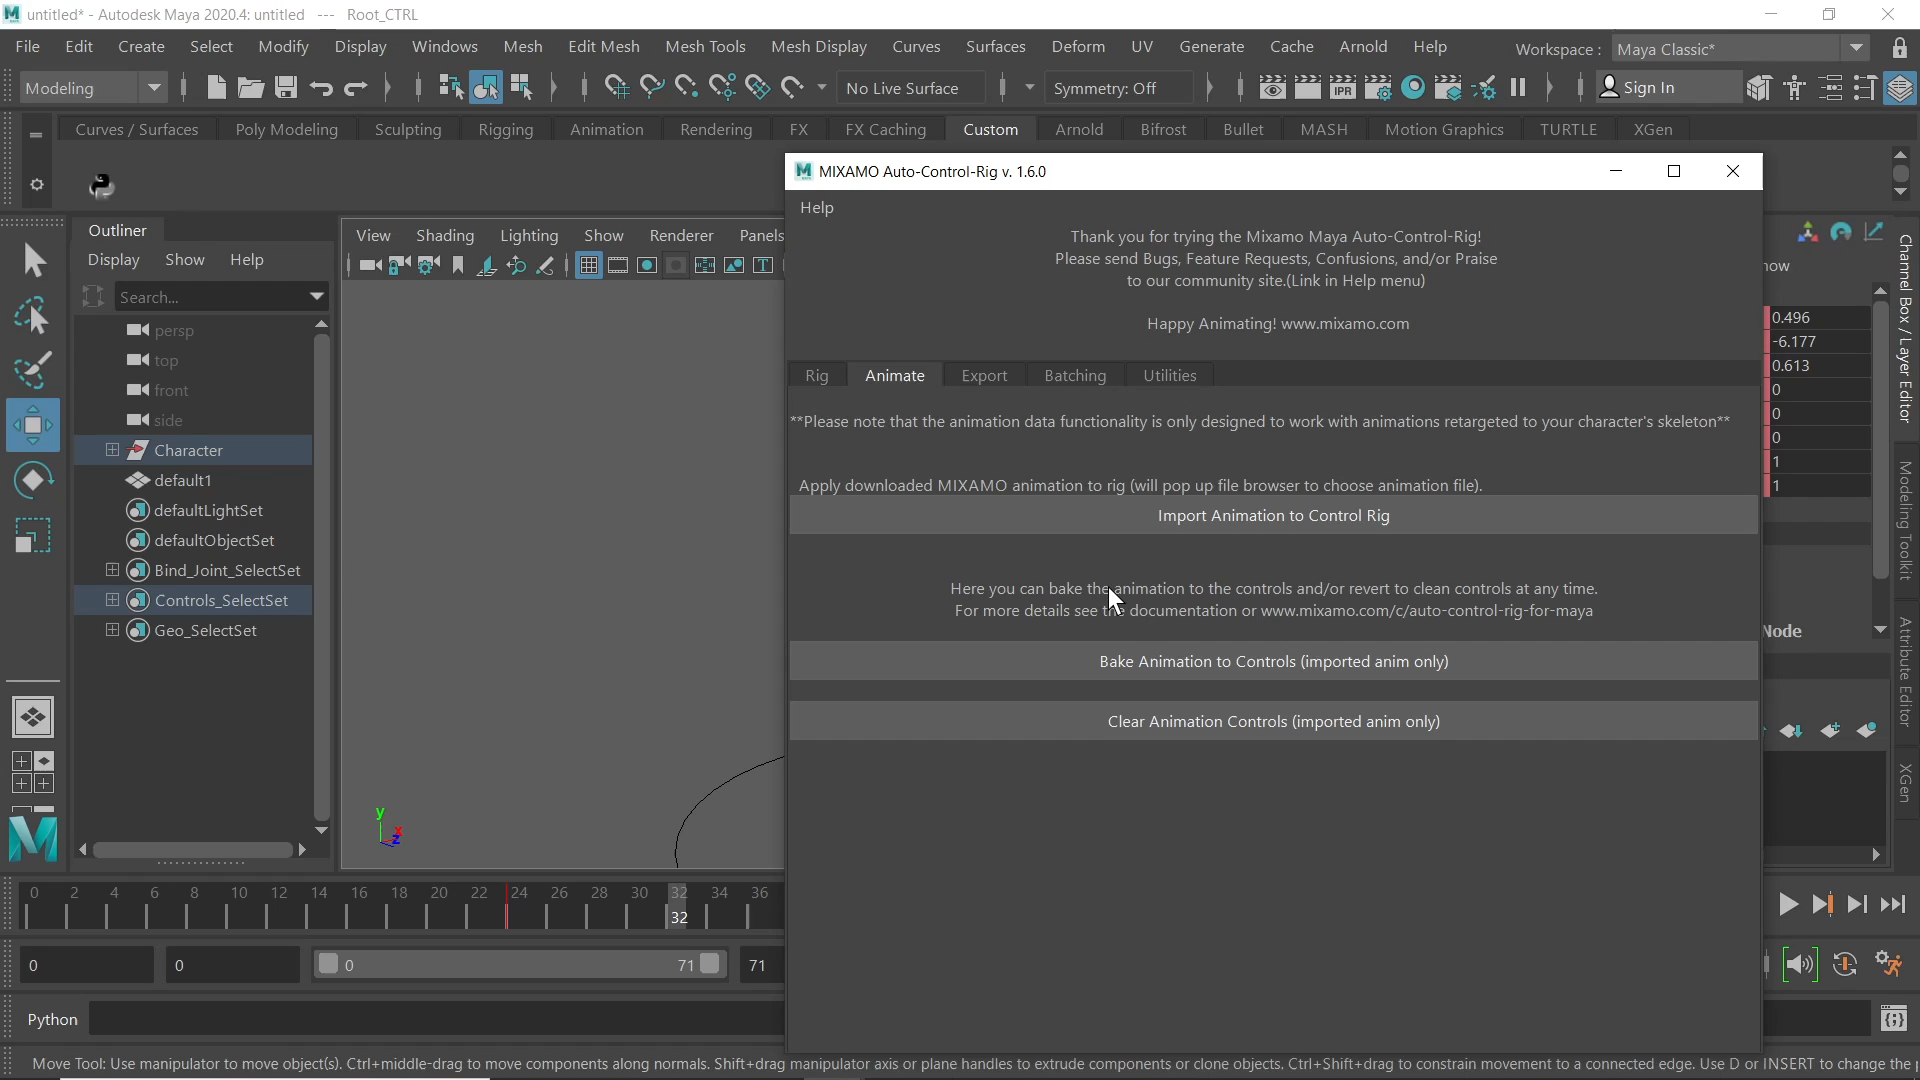 untitled* - Autodesk Maya 2020.4: untitled --- Root_CTRL
File Edit Create Select Modify Display Windows Mesh Edit Mesh Mesh Tools Mesh Display Curves Surfaces Deform UV Generate Cache Arnold Help Workspace : Maya Classic*
Modeling No Live Surface Symmetry: Off IPR Sign In
Curves / Surfaces Poly Modeling Sculpting Rigging Animation Rendering FX FX Caching Custom Arnold Bifrost Bullet MASH Motion Graphics TURTLE XGen
MIXAMO Auto-Control-Rig v. 1.6.0
Help
Thank you for trying the Mixamo Maya Auto-Control-Rig!
Please send Bugs, Feature Requests, Confusions, and/or Praise
to our community site.(Link in Help menu)
Happy Animating! www.mixamo.com
Rig Animate Export Batching Utilities
**Please note that the animation data functionality is only designed to work with animations retargeted to your character's skeleton**
Apply downloaded MIXAMO animation to rig (will pop up file browser to choose animation file).
Import Animation to Control Rig
Here you can bake the animation to the controls and/or revert to clean controls at any time.
For more details see the documentation or www.mixamo.com/c/auto-control-rig-for-maya
Bake Animation to Controls (imported anim only)
Clear Animation Controls (imported anim only)
Outliner
Display Show Help
Search...
persp
top
front
side
Character
default1
defaultLightSet
defaultObjectSet
Bind_Joint_SelectSet
Controls_SelectSet
Geo_SelectSet
View Shading Lighting Show Renderer Panels
y
x
z
now
0.496
-6.177
0.613
0
0
0
1
1
Node
Channel Box / Layer Editor
Modeling Toolkit
Attribute Editor
XGen
0 2 4 6 8 10 12 14 16 18 20 22 24 26 28 30 32 34 36
32
0 0 0 71 71
Python
Move Tool: Use manipulator to move object(s). Ctrl+middle-drag to move components along normals. Shift+drag manipulator axis or plane handles to extrude components or clone objects. Ctrl+Shift+drag to constrain movement to a connected edge. Use D or INSERT to change the